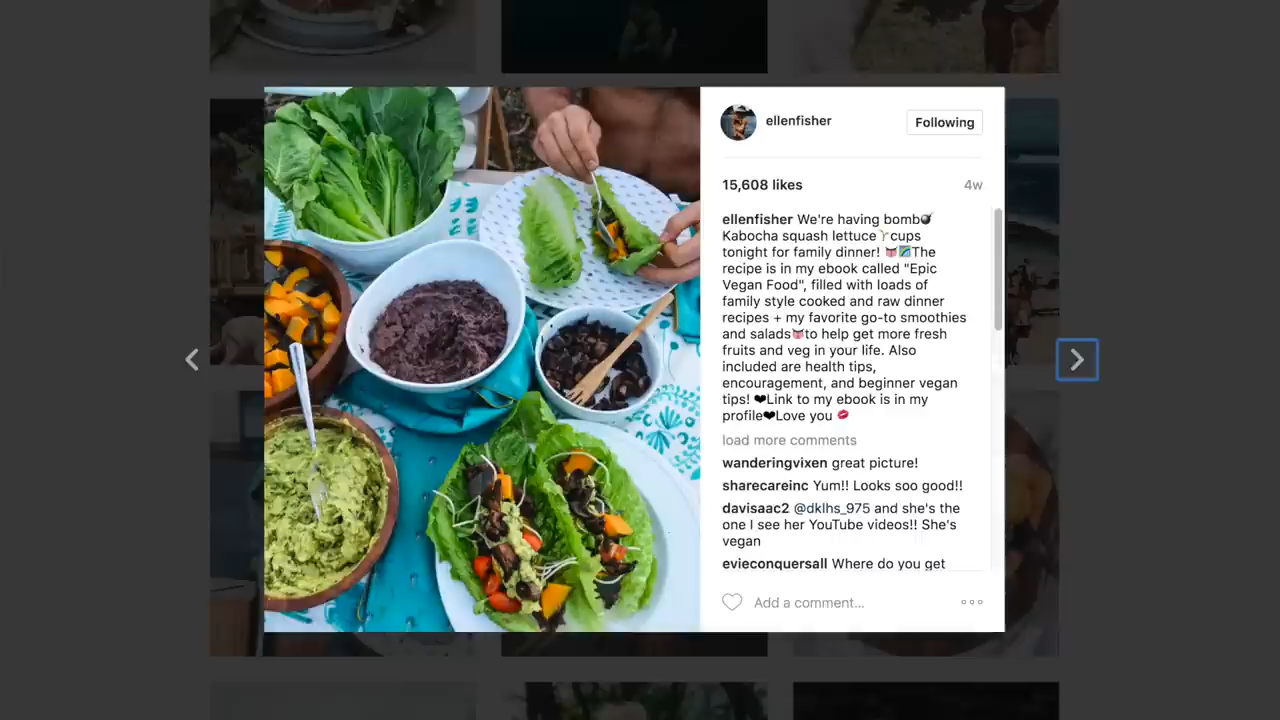 ellenfisher
Following
15,608 likes
4w
ellenfisher We're having bomb💣
Kabocha squash lettuce🌱cups
tonight for family dinner! 👅🏞The
recipe is in my ebook called "Epic
Vegan Food", filled with loads of
family style cooked and raw dinner
recipes + my favorite go-to smoothies
and salads👅to help get more fresh
fruits and veg in your life. Also
included are health tips,
encouragement, and beginner vegan
tips! ❤Link to my ebook is in my
profile❤Love you 💋
load more comments
wanderingvixen great picture!
sharecareinc Yum!! Looks soo good!!
davisaac2 @dklhs_975 and she's the
one I see her YouTube videos!! She's
vegan
evieconquersall Where do you get
Add a comment...